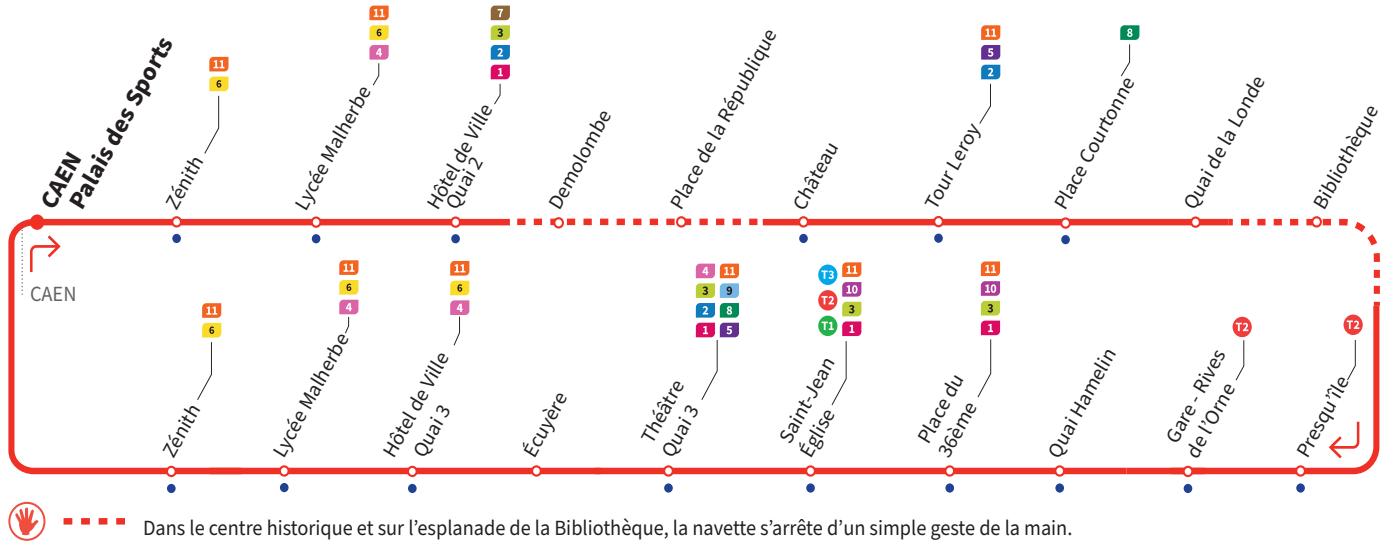 CAEN
Palais des Sports
11
6
Zénith
11
6
4
Lycée Malherbe
7
3
2
1
Hôtel de Ville
Quai 2
Demolombe
Place de la République
Château
11
5
2
Tour Leroy
8
Place Courtonne
Quai de la Londe
Bibliothèque
CAEN
11
6
Zénith
11
6
4
Lycée Malherbe
11
6
4
Hôtel de Ville
Quai 3
Écuyère
4 11
3 9
2 8
1 5
Théâtre
Quai 3
T3 11
T2 10
3
T1 1
Saint-Jean
Église
11
10
3
1
Place du
36ème
Quai Hamelin
T2
Gare - Rives
de l'Orne
T2
Presqu'île
Dans le centre historique et sur l'esplanade de la Bibliothèque, la navette s'arrête d'un simple geste de la main.